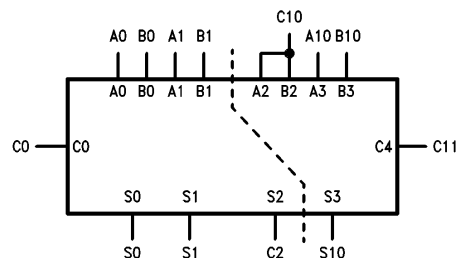 C10
A0 B0 A1 B1 A10 B10
A0 B0 A1 B1 A2 B2 A3 B3
C0 C0 C4 C11
S0 S1 S2 S3
S0 S1 C2 S10